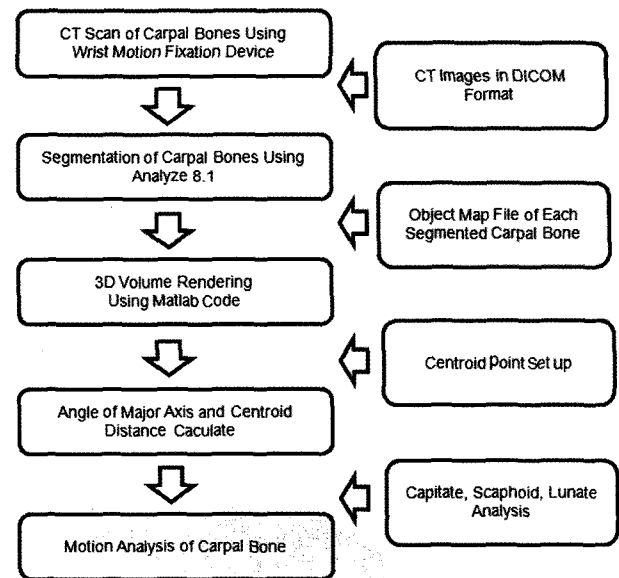 CT Scan of Carpal Bones Using
Wrist Motion Fixation Device
CT Images in DICOM
Format
Segmentation of Carpal Bones Using
Analyze 8.1
Object Map File of Each
Segmented Carpal Bone
3D Volume Rendering
Using Matlab Code
Centroid Point Set up
Angle of Major Axis and Centroid
Distance Caculate
Capitate, Scaphoid, Lunate
Analysis
Motion Analysis of Carpal Bone